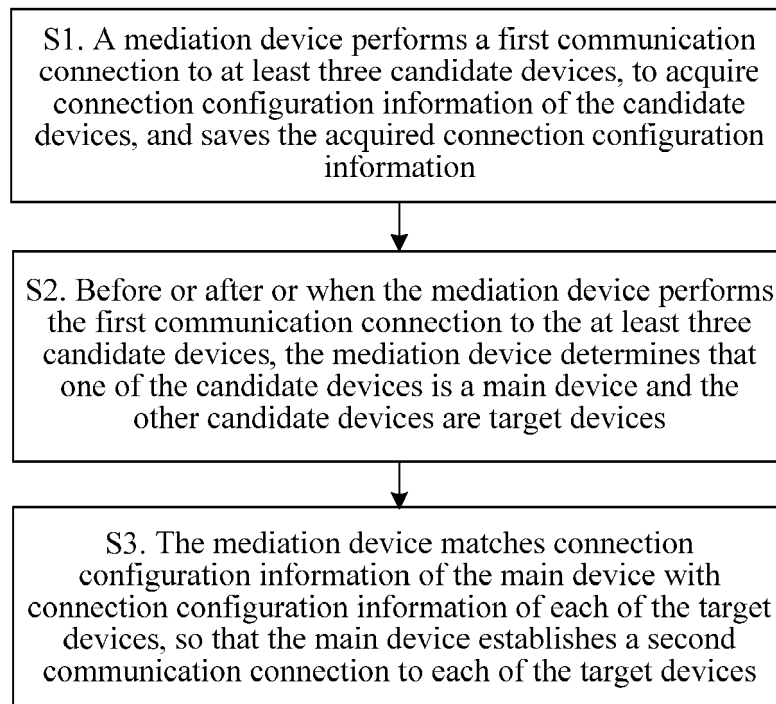 S1. A mediation device performs a first communication
connection to at least three candidate devices, to acquire
connection configuration information of the candidate
devices, and saves the acquired connection configuration
information
S2. Before or after or when the mediation device performs
the first communication connection to the at least three
candidate devices, the mediation device determines that
one of the candidate devices is a main device and the
other candidate devices are target devices
S3. The mediation device matches connection
configuration information of the main device with
connection configuration information of each of the target
devices, so that the main device establishes a second
communication connection to each of the target devices